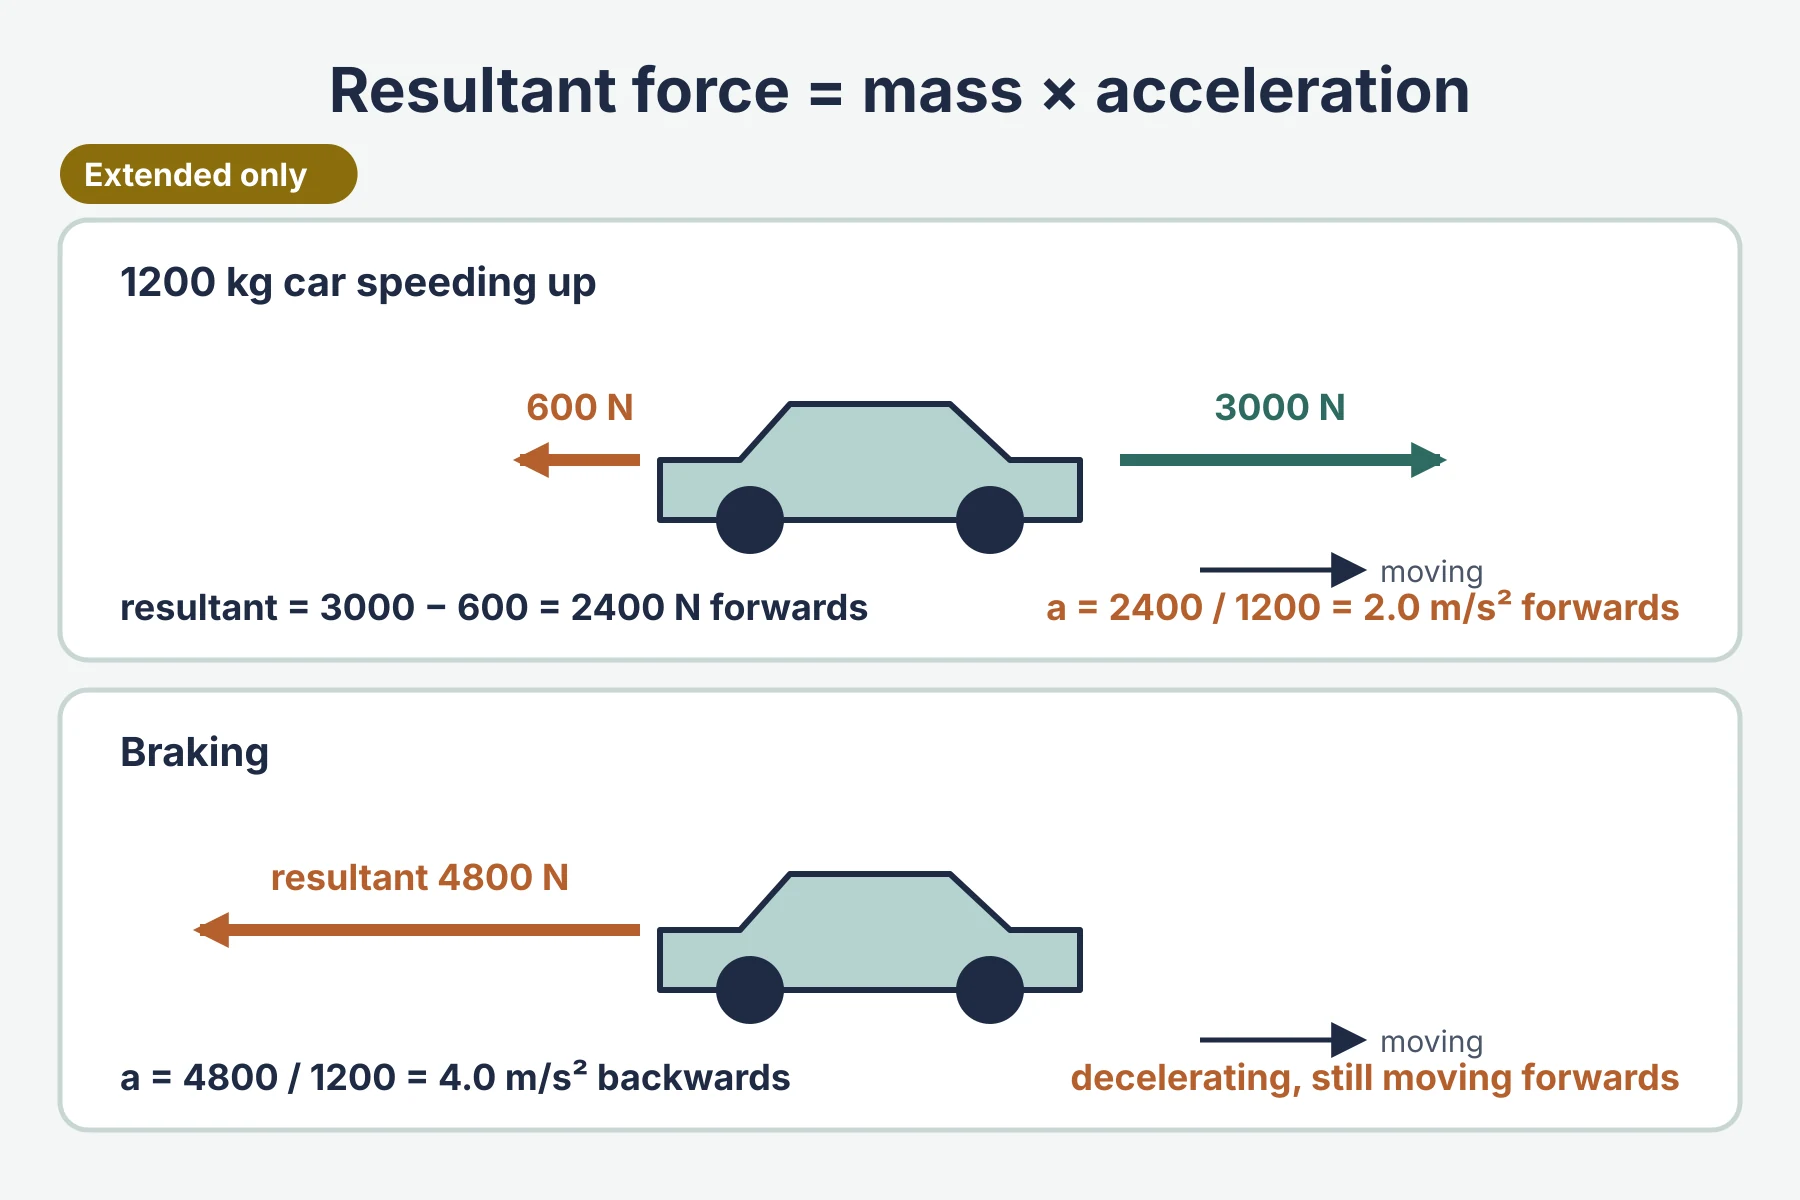 Resultant force = mass × acceleration
Extended only
1200 kg car speeding up
600 N
3000 N
moving
resultant = 3000 − 600 = 2400 N forwards
a = 2400 / 1200 = 2.0 m/s² forwards
Braking
resultant 4800 N
moving
a = 4800 / 1200 = 4.0 m/s² backwards
decelerating, still moving forwards